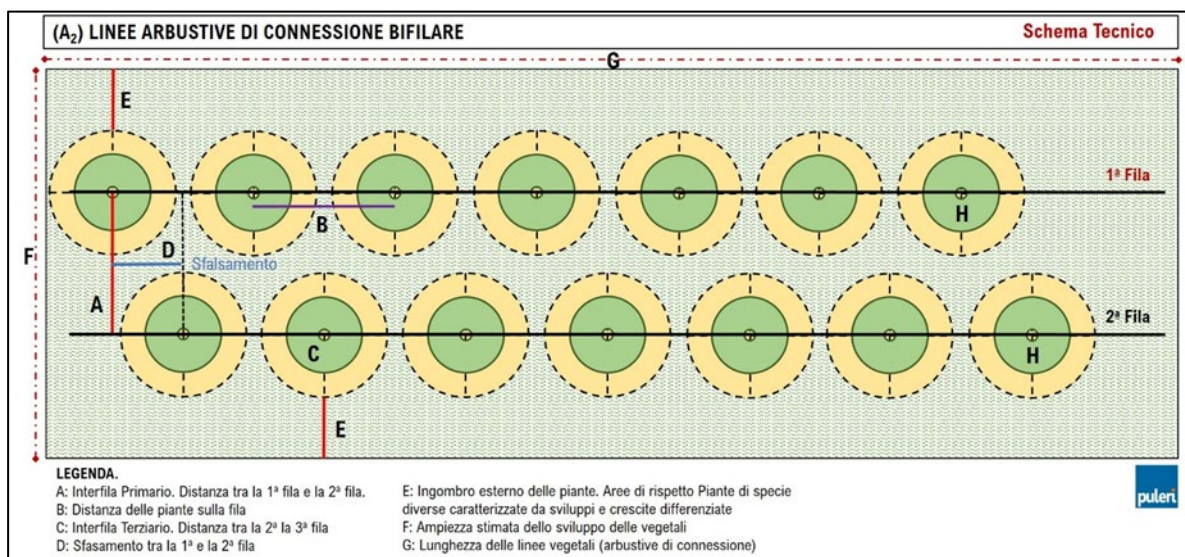 (A₂) LINEE ARBUSTIVE DI CONNESSIONE BIFILARE
Schema Tecnico
G
E
1ª Fila
H
B
D
F
Sfalsamento
A
2ª Fila
C
H
E
LEGENDA.
A: Interfila Primario. Distanza tra la 1ª fila e la 2ª fila.
B: Distanza delle piante sulla fila
C: Interfila Terziario. Distanza tra la 2ª la 3ª fila
D: Sfasamento tra la 1ª e la 2ª fila
E: Ingombro esterno delle piante. Aree di rispetto Piante di specie
diverse caratterizzate da sviluppi e crescite differenziate
F: Ampiezza stimata dello sviluppo delle vegetali
G: Lunghezza delle linee vegetali (arbustive di connessione)
puleri